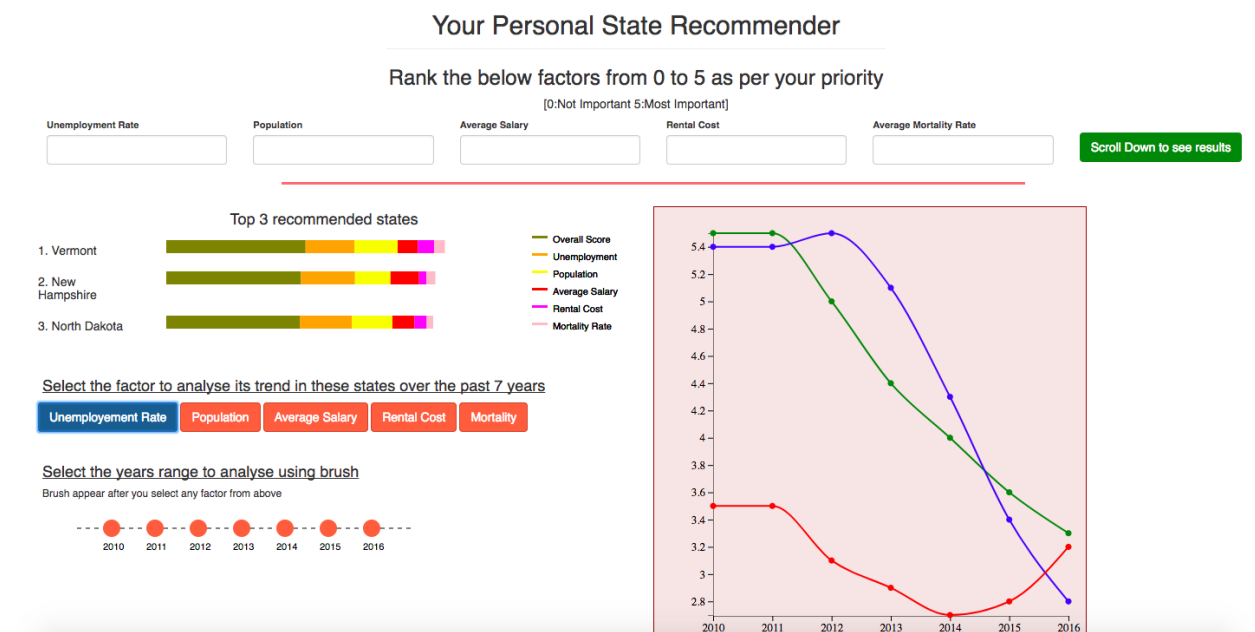 Your Personal State Recommender
Rank the below factors from 0 to 5 as per your priority
[0:Not Important 5:Most Important]
Unemployment Rate
Population
Average Salary
Rental Cost
Average Mortality Rate
Scroll Down to see results
Top 3 recommended states
1. Vermont
2. New
Hampshire
3. North Dakota
Overall Score
Unemployment
Population
Average Salary
Rental Cost
Mortality Rate
Select the factor to analyse its trend in these states over the past 7 years
Unemployement Rate
Population
Average Salary
Rental Cost
Mortality
Select the years range to analyse using brush
Brush appear after you select any factor from above
2010 2011 2012 2013 2014 2015 2016
5.4
5.2
5
4.8
4.6
4.4
4.2
4
3.8
3.6
3.4
3.2
3
2.8
2010 2011 2012 2013 2014 2015 2016